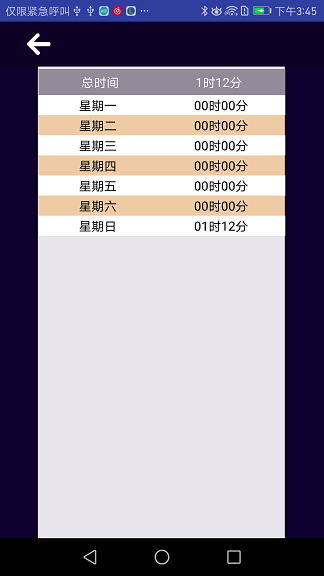 仅限紧急呼叫 ... 下午3:45
总时间 1时12分
星期一 00时00分
星期二 00时00分
星期三 00时00分
星期四 00时00分
星期五 00时00分
星期六 00时00分
星期日 01时12分